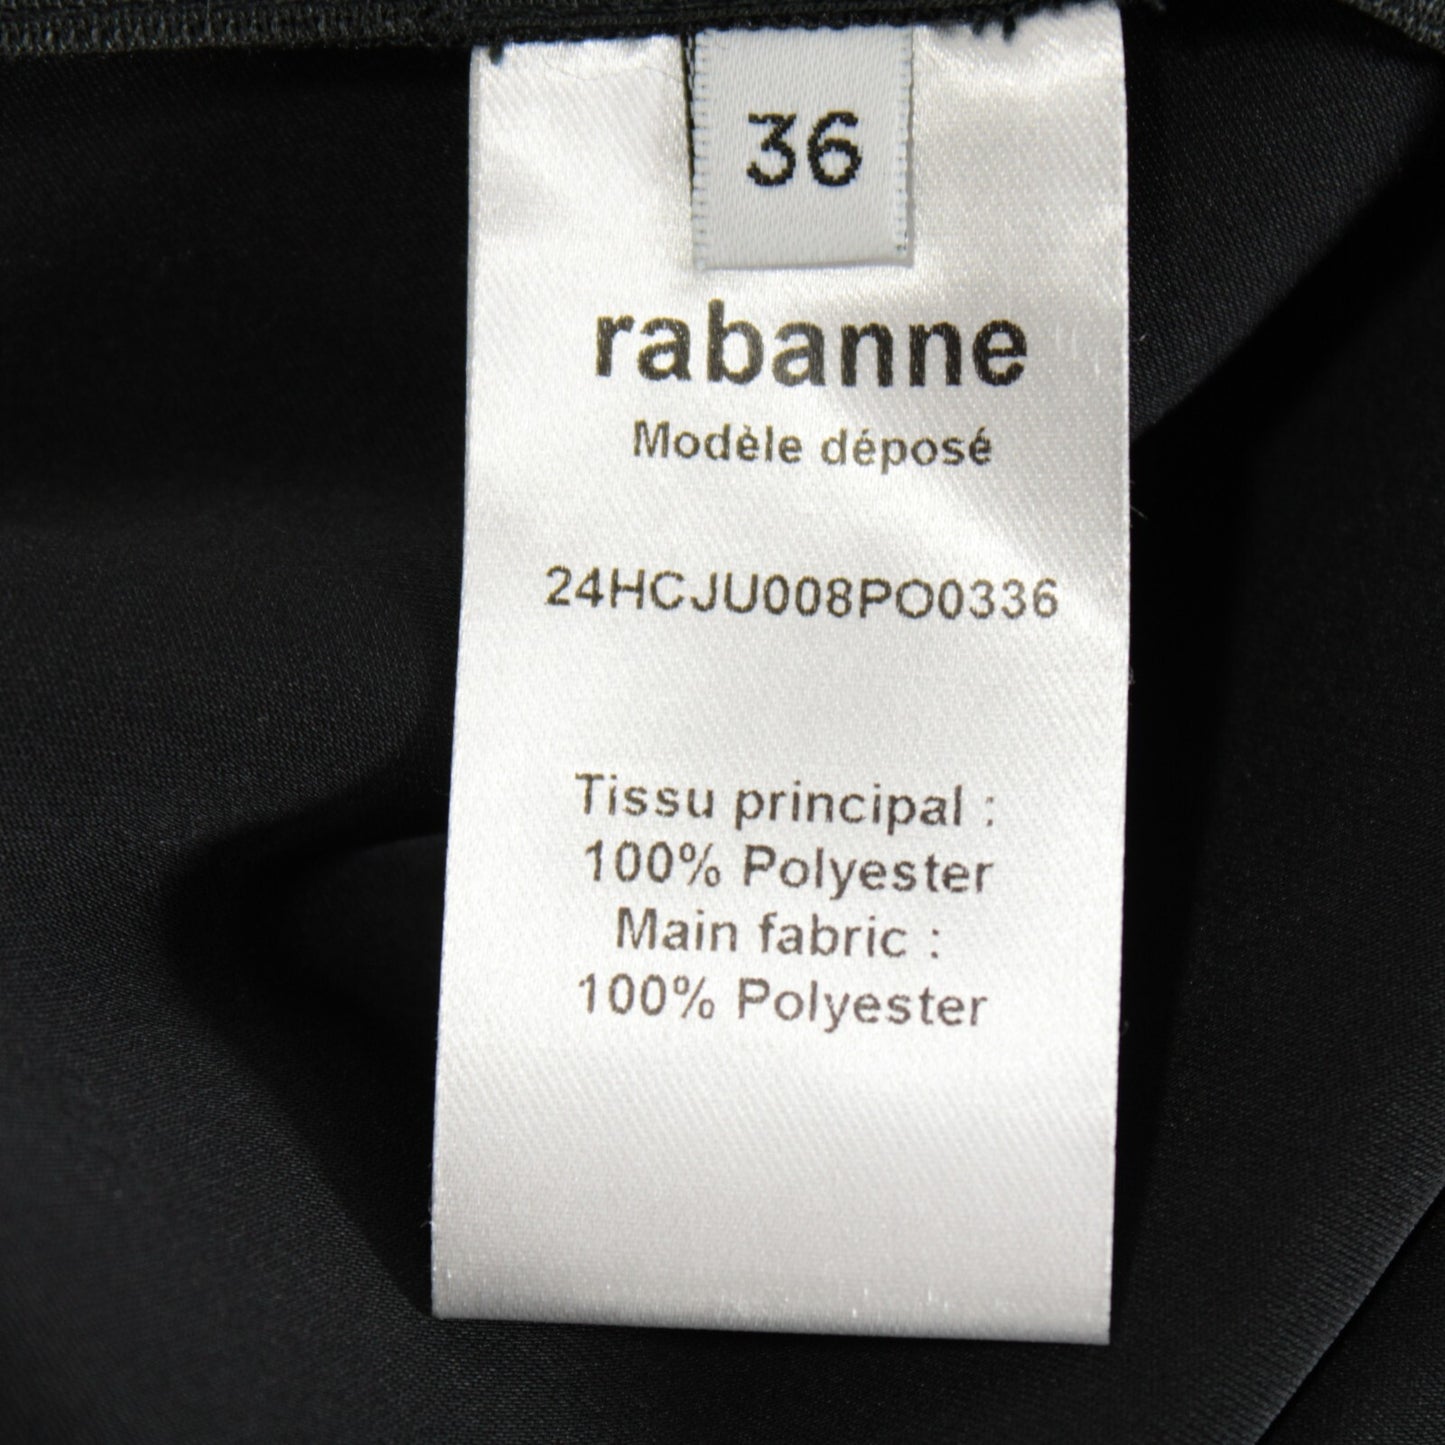 36
rabanne
Modèle déposé
24HCJU008PO0336
Tissu principal :
100% Polyester
Main fabric :
100% Polyester